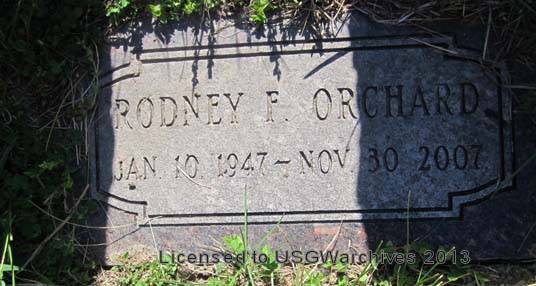 RODNEY F. ORCHARD
JAN. 10. 1947 – NOV. 30 2007
Licensed to USGWarchives 2013